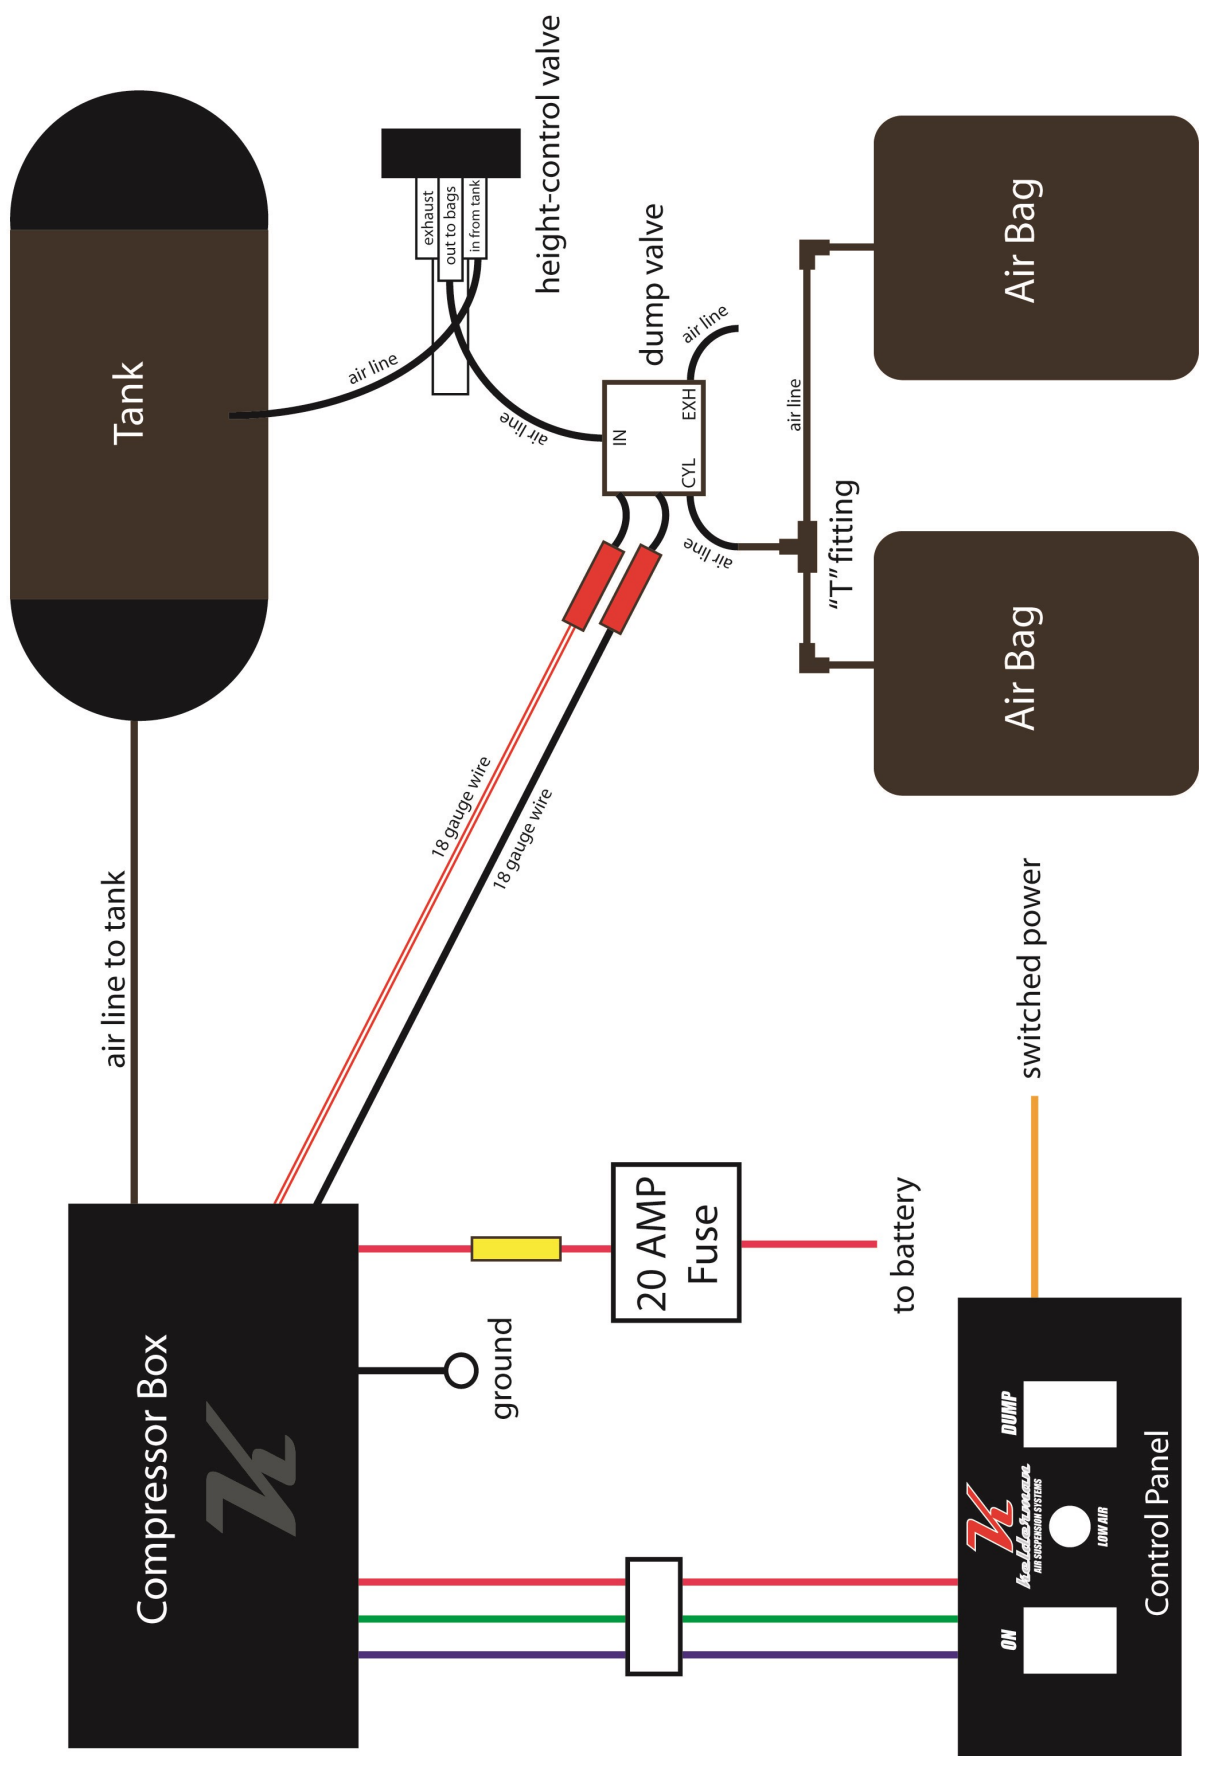 Tank
air line to tank
exhaust
out to bags
in from tank
height-control valve
air line
air line
dump valve
IN
EXH
CYL
air line
air line
air line
"T" fitting
Air Bag
Air Bag
18 gauge wire
18 gauge wire
Compressor Box
ground
20 AMP
Fuse
to battery
switched power
ON
DUMP
Kelderman
AIR SUSPENSION SYSTEMS
LOW AIR
Control Panel